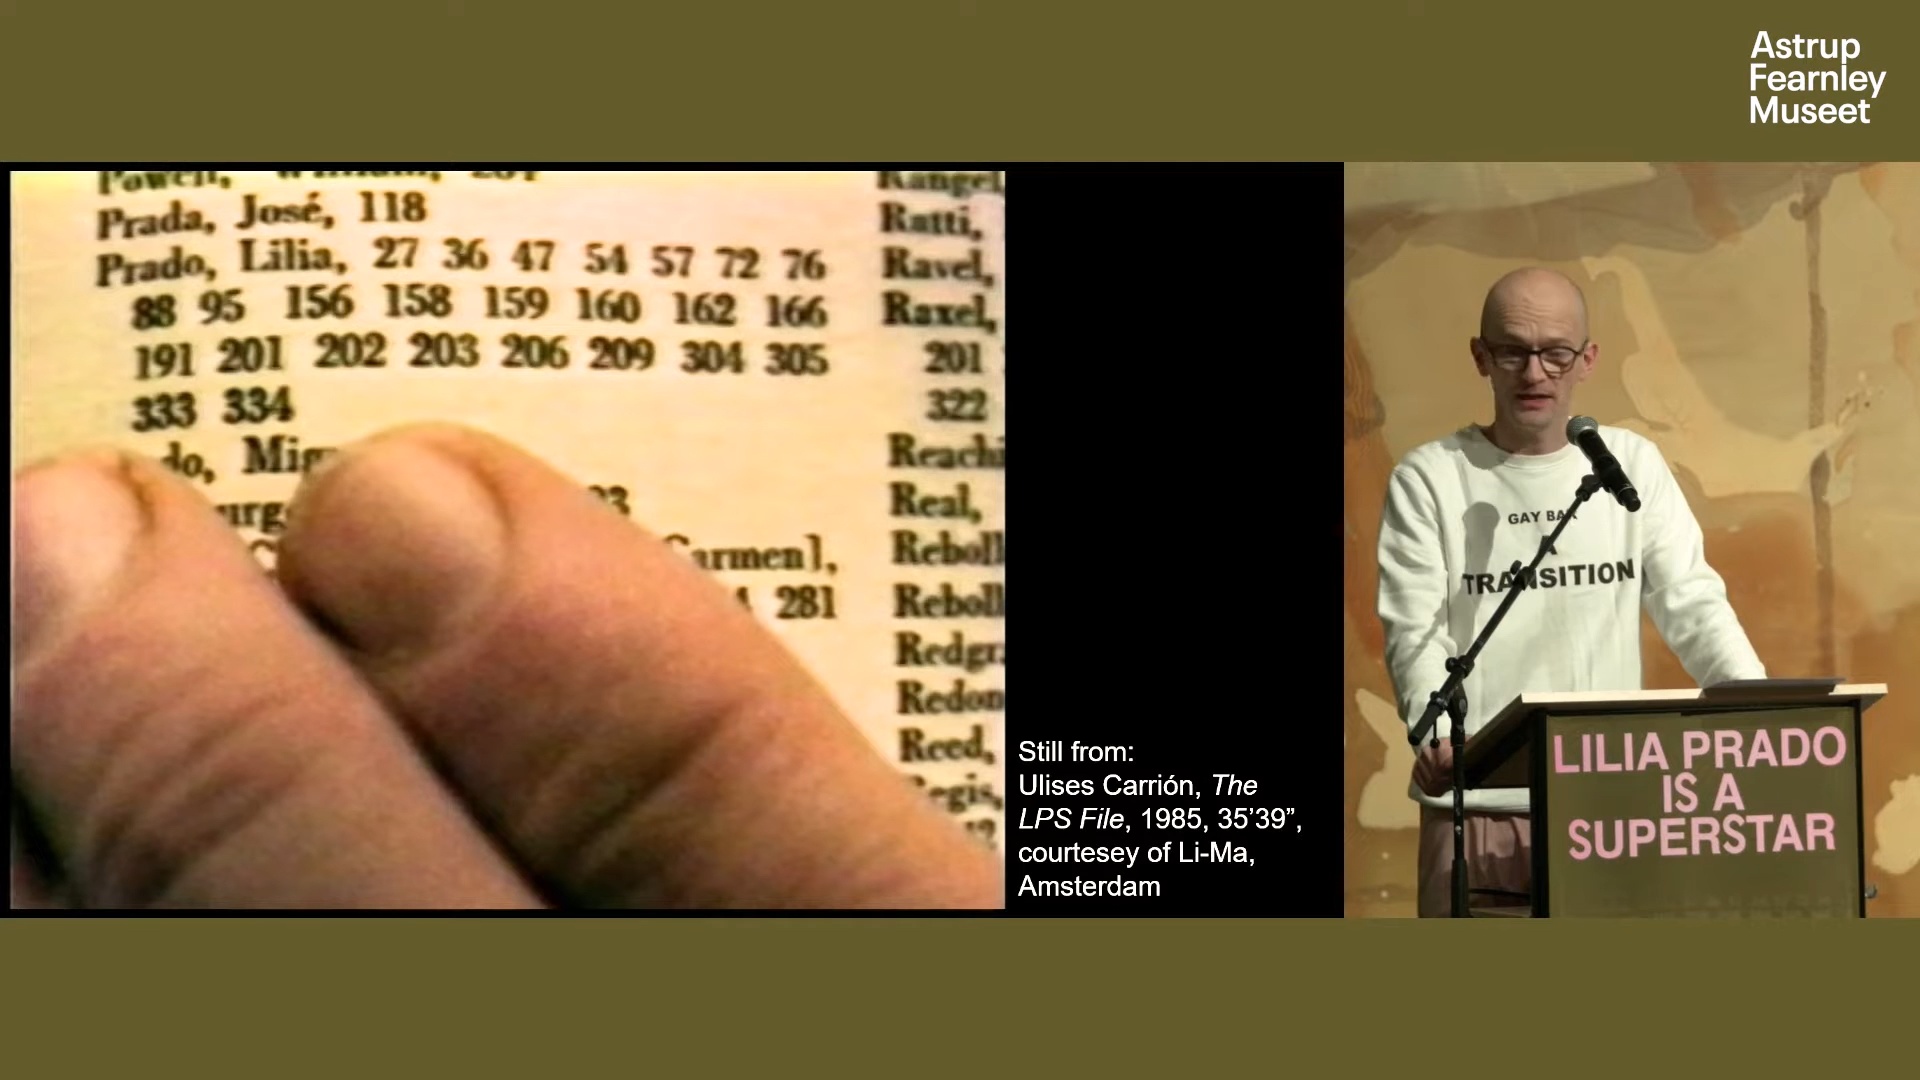 Astrup
Fearnley
Museet
Prada, José, 118
Prado, Lilia, 27 36 47 54 57 72 76
88 95 156 158 159 160 162 166
191 201 202 203 206 209 304 305
333 334
281
Ratti,
Ravel,
Raxel,
201
322
Real,
Reed,
Still from:
Ulises Carrión, The
LPS File, 1985, 35’39”,
courtesey of Li-Ma,
Amsterdam
GAY BAR
A
TRANSITION
LILIA PRADO
IS A
SUPERSTAR